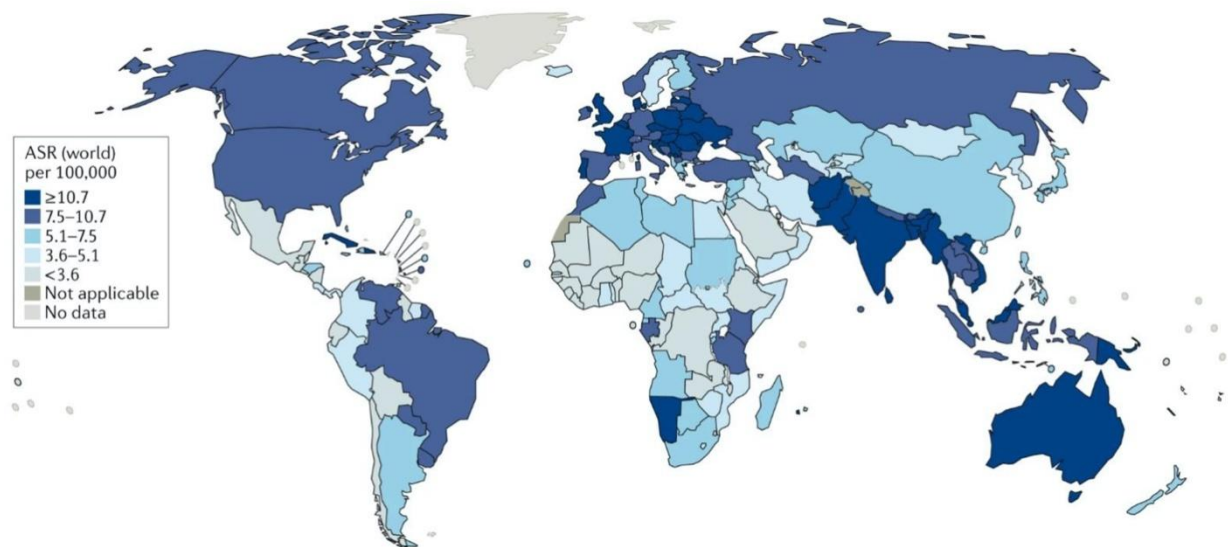 ASR (world)
per 100,000
≥10.7
7.5–10.7
5.1–7.5
3.6–5.1
<3.6
Not applicable
No data